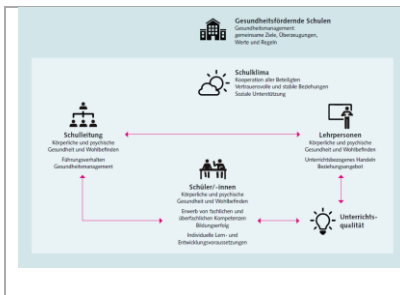 Gesundheitsfördernde Schulen
Gesundheitsmanagement:
gemeinsame Ziele, Überzeugungen,
Werte und Regeln
Schulklima
Kooperation aller Beteiligten
Vertrauensvolle und stabile Beziehungen
Soziale Unterstützung
Schulleitung
Körperliche und psychische
Gesundheit und Wohlbefinden
Führungsverhalten
Gesundheitsmanagement
Lehrpersonen
Körperliche und psychische
Gesundheit und Wohlbefinden
Unterrichtsbezogenes Handeln
Beziehungsangebot
Schüler/-innen
Körperliche und psychische
Gesundheit und Wohlbefinden
Erwerb von fachlichen und
überfachlichen Kompetenzen
Bildungserfolg
Individuelle Lern- und
Entwicklungsvoraussetzungen
Unterrichts-
qualität